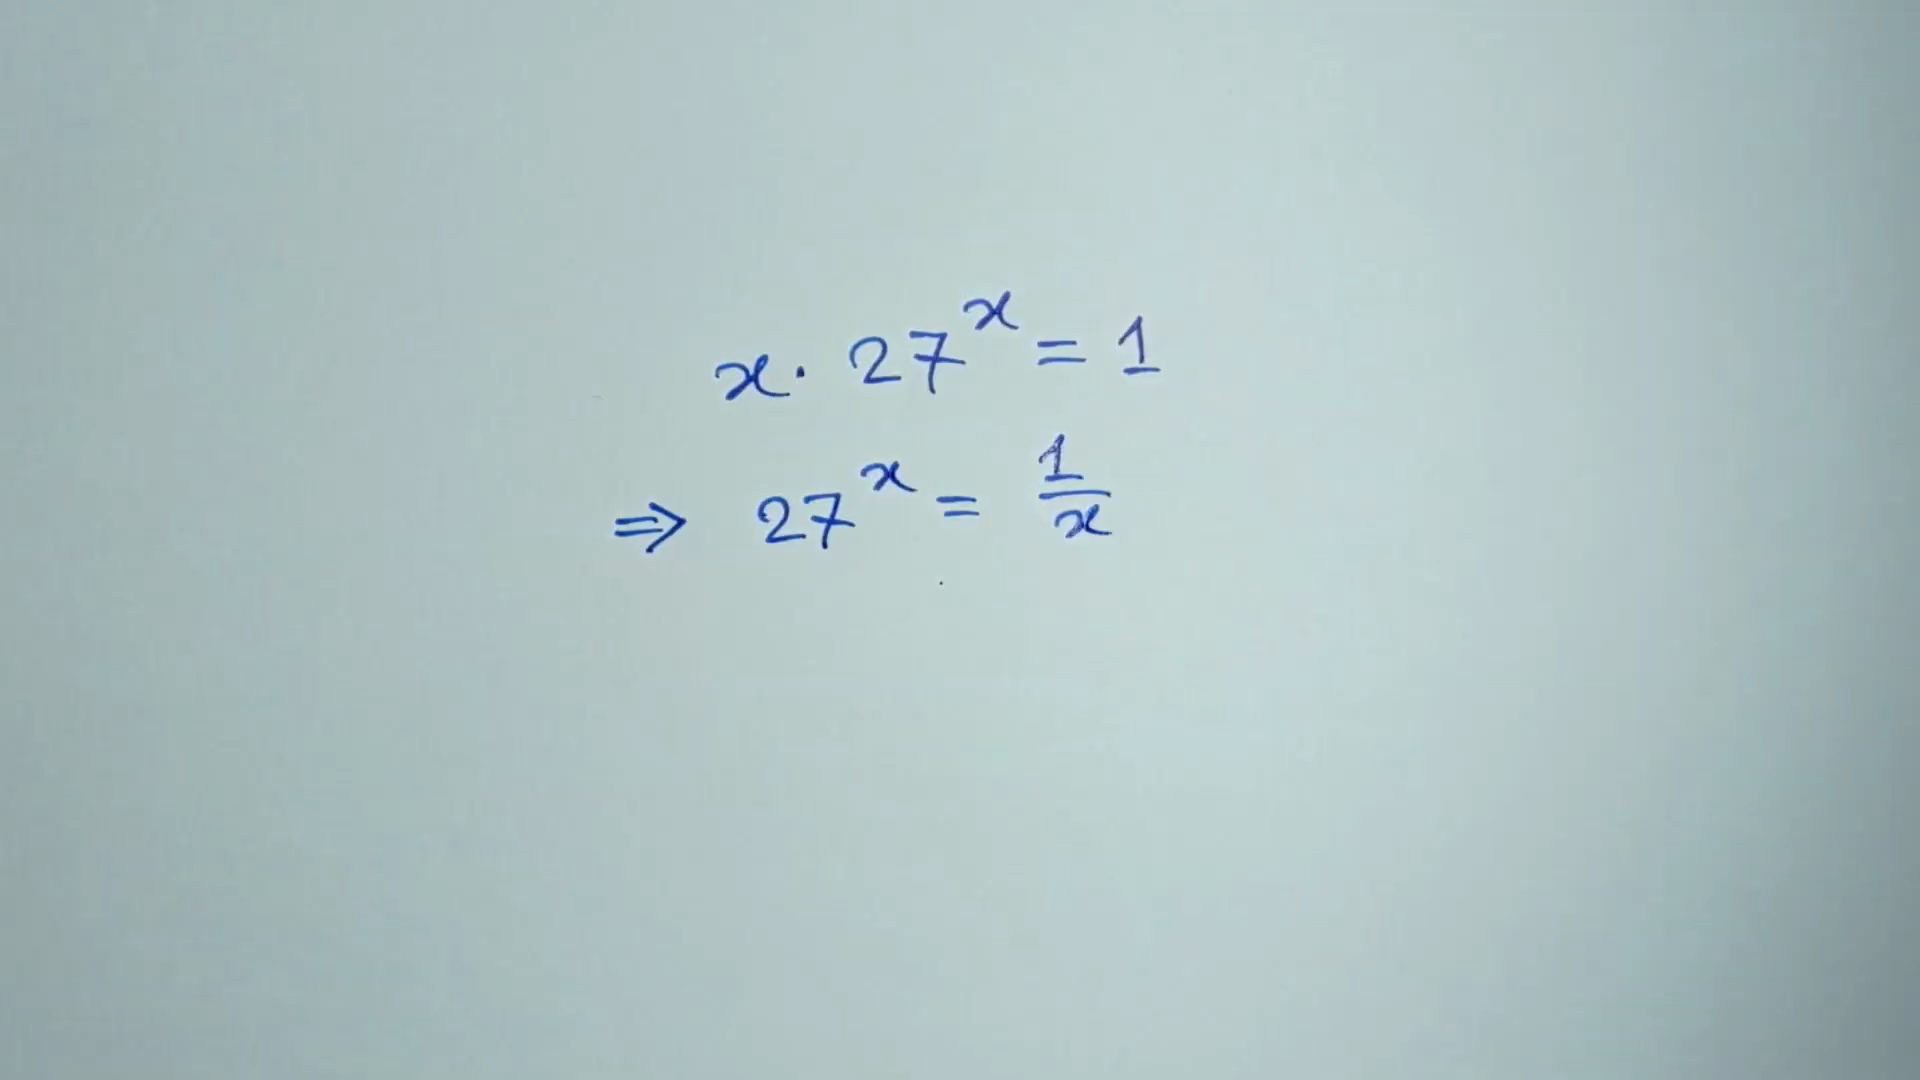 x · 27^x = 1
⇒ 27^x = 1/x